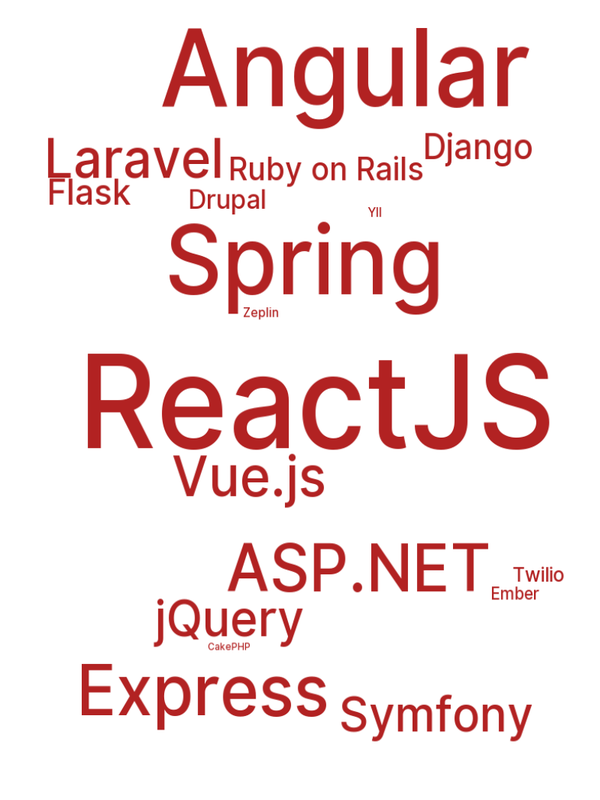 Angular
Laravel
Ruby on Rails
Django
Flask
Drupal
YII
Spring
Zeplin
ReactJS
Vue.js
ASP.NET
Twilio
Ember
jQuery
CakePHP
Express
Symfony